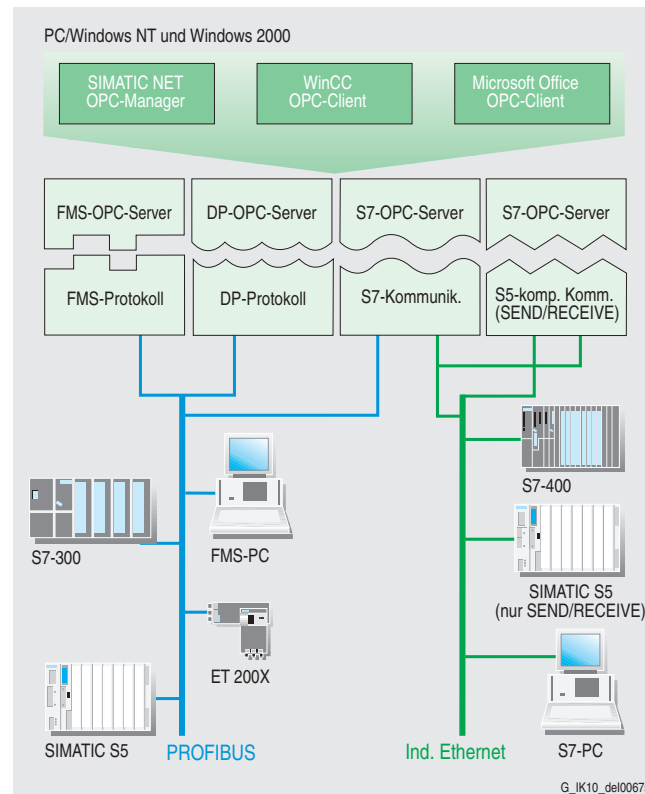 PC/Windows NT und Windows 2000
SIMATIC NET
OPC-Manager
WinCC
OPC-Client
Microsoft Office
OPC-Client
FMS-OPC-Server
DP-OPC-Server
S7-OPC-Server
S7-OPC-Server
FMS-Protokoll
DP-Protokoll
S7-Kommunik.
S5-komp. Komm.
(SEND/RECEIVE)
S7-300
FMS-PC
S7-400
SIMATIC S5
(nur SEND/RECEIVE)
ET 200X
SIMATIC S5
PROFIBUS
Ind. Ethernet
S7-PC
G_IK10_del0067